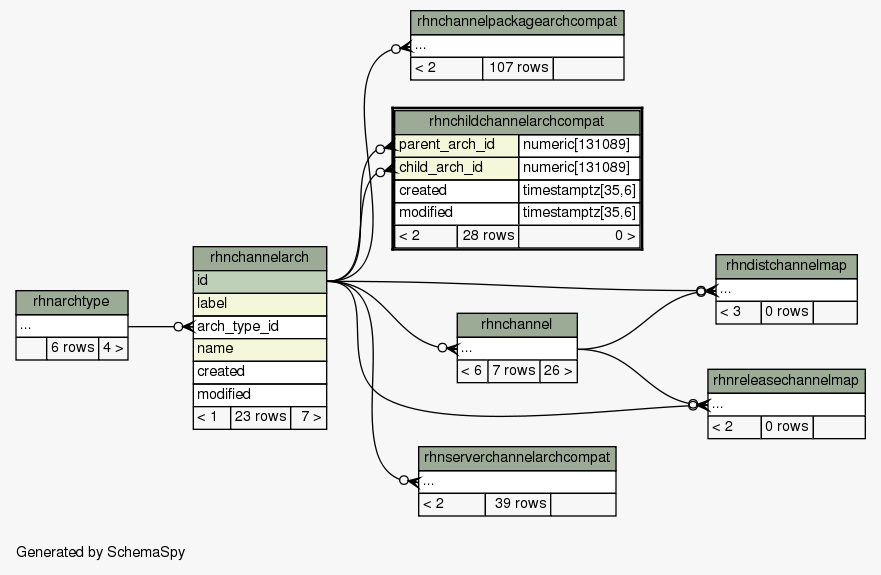 rhnchannelpackagearchcompat
...
< 2 107 rows
rhnchildchannelarchcompat
parent_arch_id numeric[131089]
child_arch_id numeric[131089]
created timestamptz[35,6]
modified timestamptz[35,6]
< 2 28 rows 0 >
rhnchannelarch
id
label
arch_type_id
name
created
modified
< 1 23 rows 7 >
rhnarchtype
...
6 rows 4 >
rhndistchannelmap
...
< 3 0 rows
rhnchannel
...
< 6 7 rows 26 >
rhnreleasechannelmap
...
< 2 0 rows
rhnserverchannelarchcompat
...
< 2 39 rows
Generated by SchemaSpy